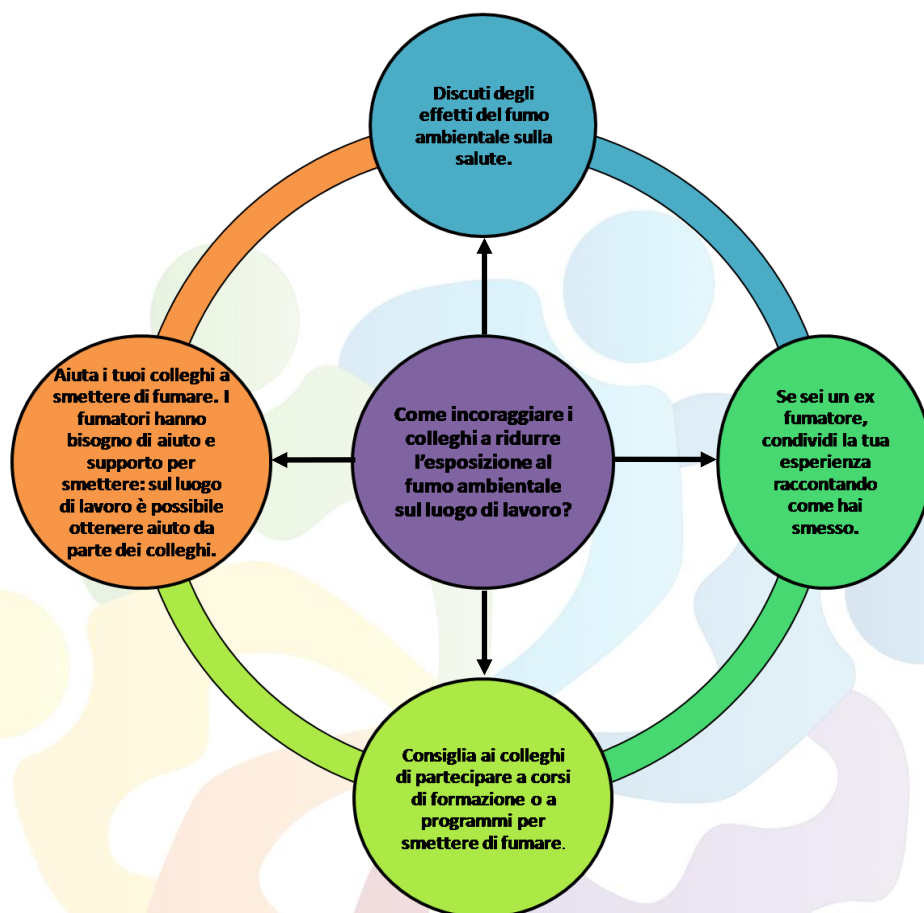 Discuti degli
effetti del fumo
ambientale sulla
salute.
Aiuta i tuoi colleghi a
smettere di fumare. I
fumatori hanno
bisogno di aiuto e
supporto per
smettere: sul luogo
di lavoro è possibile
ottenere aiuto da
parte dei colleghi.
Come incoraggiare i
colleghi a ridurre
l’esposizione al
fumo ambientale
sul luogo di lavoro?
Se sei un ex
fumatore,
condividi la tua
esperienza
raccontando
come hai
smesso.
Consiglia ai colleghi
di partecipare a corsi
di formazione o a
programmi per
smettere di fumare.